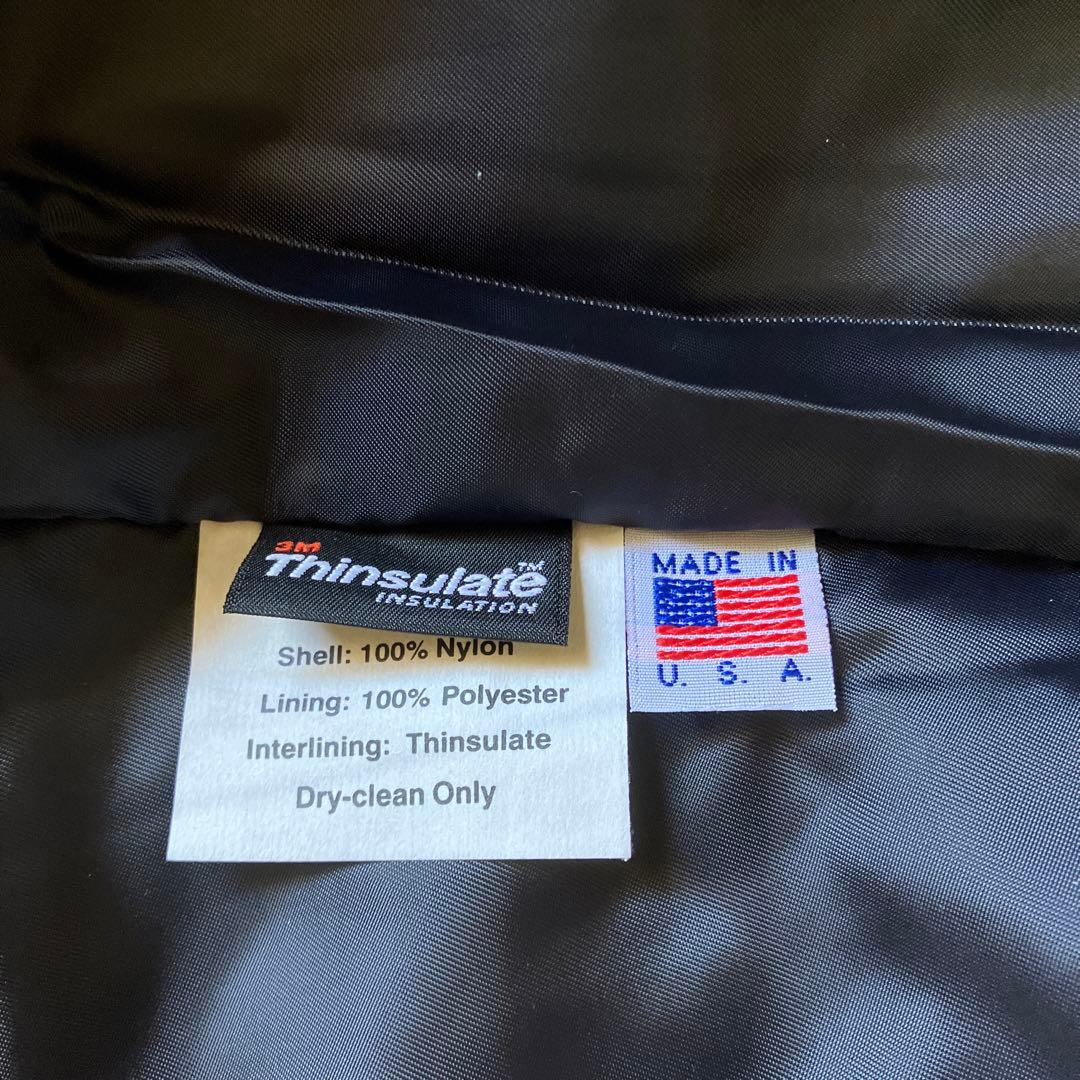 3M
Thinsulate™
INSULATION
Shell: 100% Nylon
Lining: 100% Polyester
Interlining: Thinsulate
Dry-clean Only
MADE IN
U. S. A.